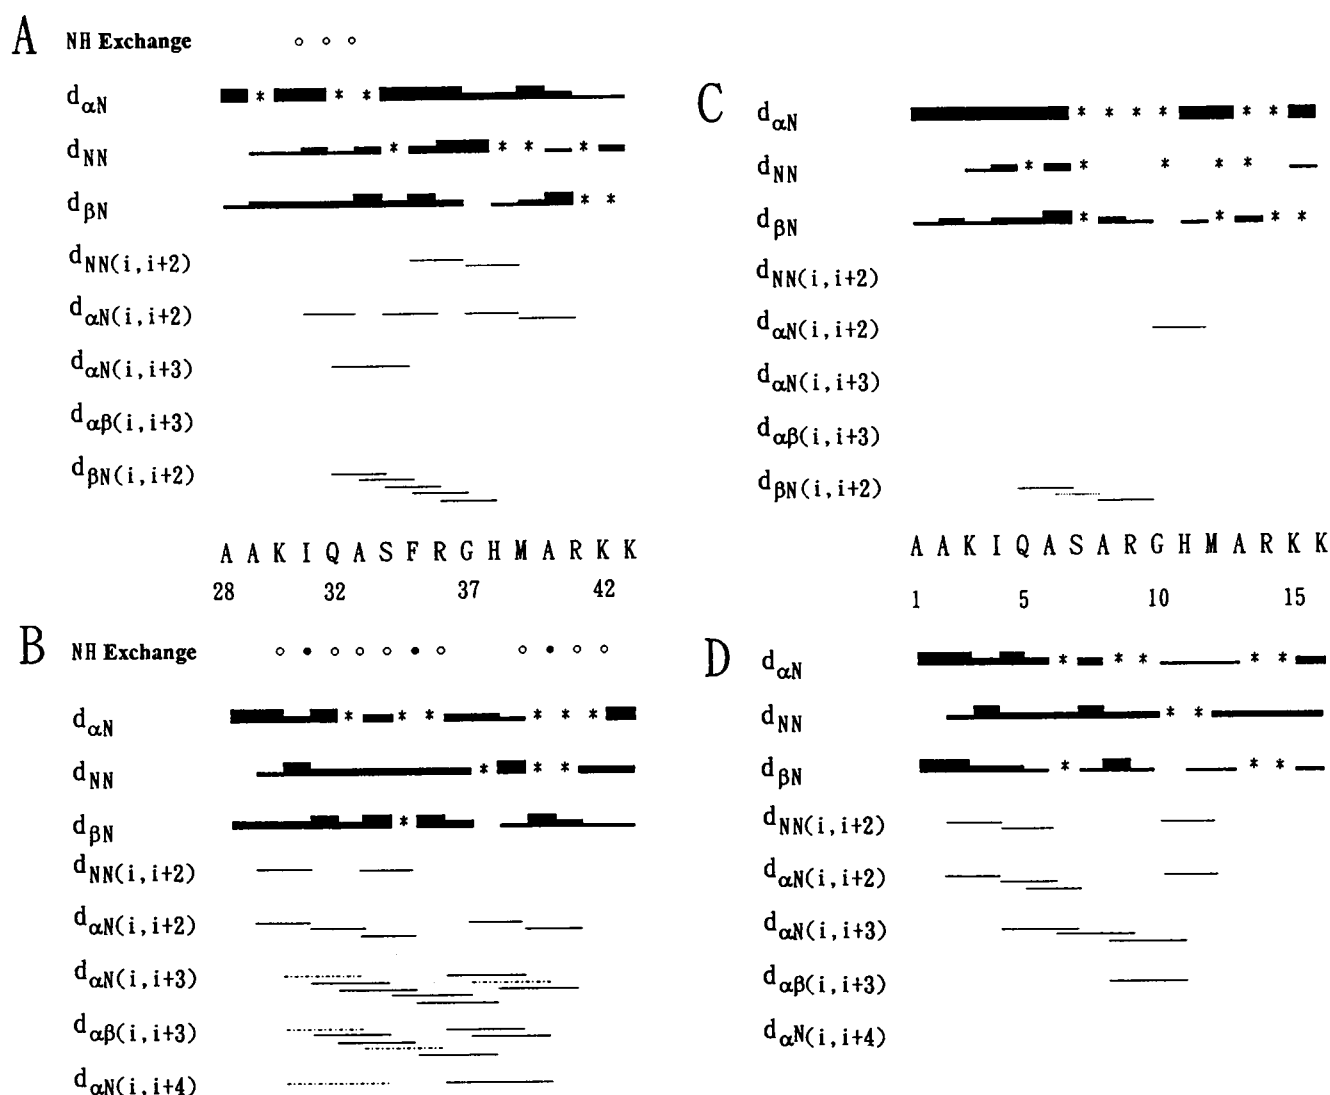 A NH Exchange
dαN * * *
dNN * * * *
dβN * *
dNN(i,i+2)
dαN(i,i+2)
dαN(i,i+3)
dαβ(i,i+3)
dβN(i,i+2)
A A K I Q A S F R G H M A R K K
28 32 37 42
B NH Exchange
dαN * * * * * *
dNN * * *
dβN *
dNN(i,i+2)
dαN(i,i+2)
dαN(i,i+3)
dαβ(i,i+3)
dαN(i,i+4)
C dαN * * * * * *
dNN * * * * *
dβN * * * *
dNN(i,i+2)
dαN(i,i+2)
dαN(i,i+3)
dαβ(i,i+3)
dβN(i,i+2)
A A K I Q A S A R G H M A R K K
1 5 10 15
D dαN * * * * *
dNN * *
dβN * * *
dNN(i,i+2)
dαN(i,i+2)
dαN(i,i+3)
dαβ(i,i+3)
dαN(i,i+4)